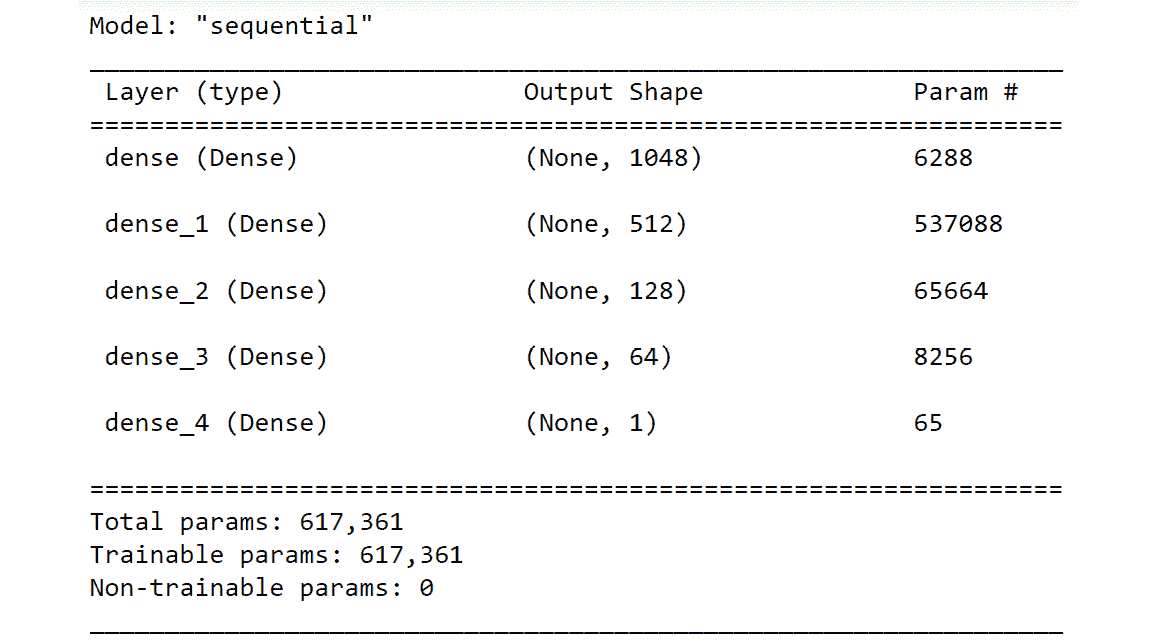 Model: "sequential"
Layer (type) Output Shape Param #
=================================================================
dense (Dense) (None, 1048) 6288
dense_1 (Dense) (None, 512) 537088
dense_2 (Dense) (None, 128) 65664
dense_3 (Dense) (None, 64) 8256
dense_4 (Dense) (None, 1) 65
=================================================================
Total params: 617,361
Trainable params: 617,361
Non-trainable params: 0